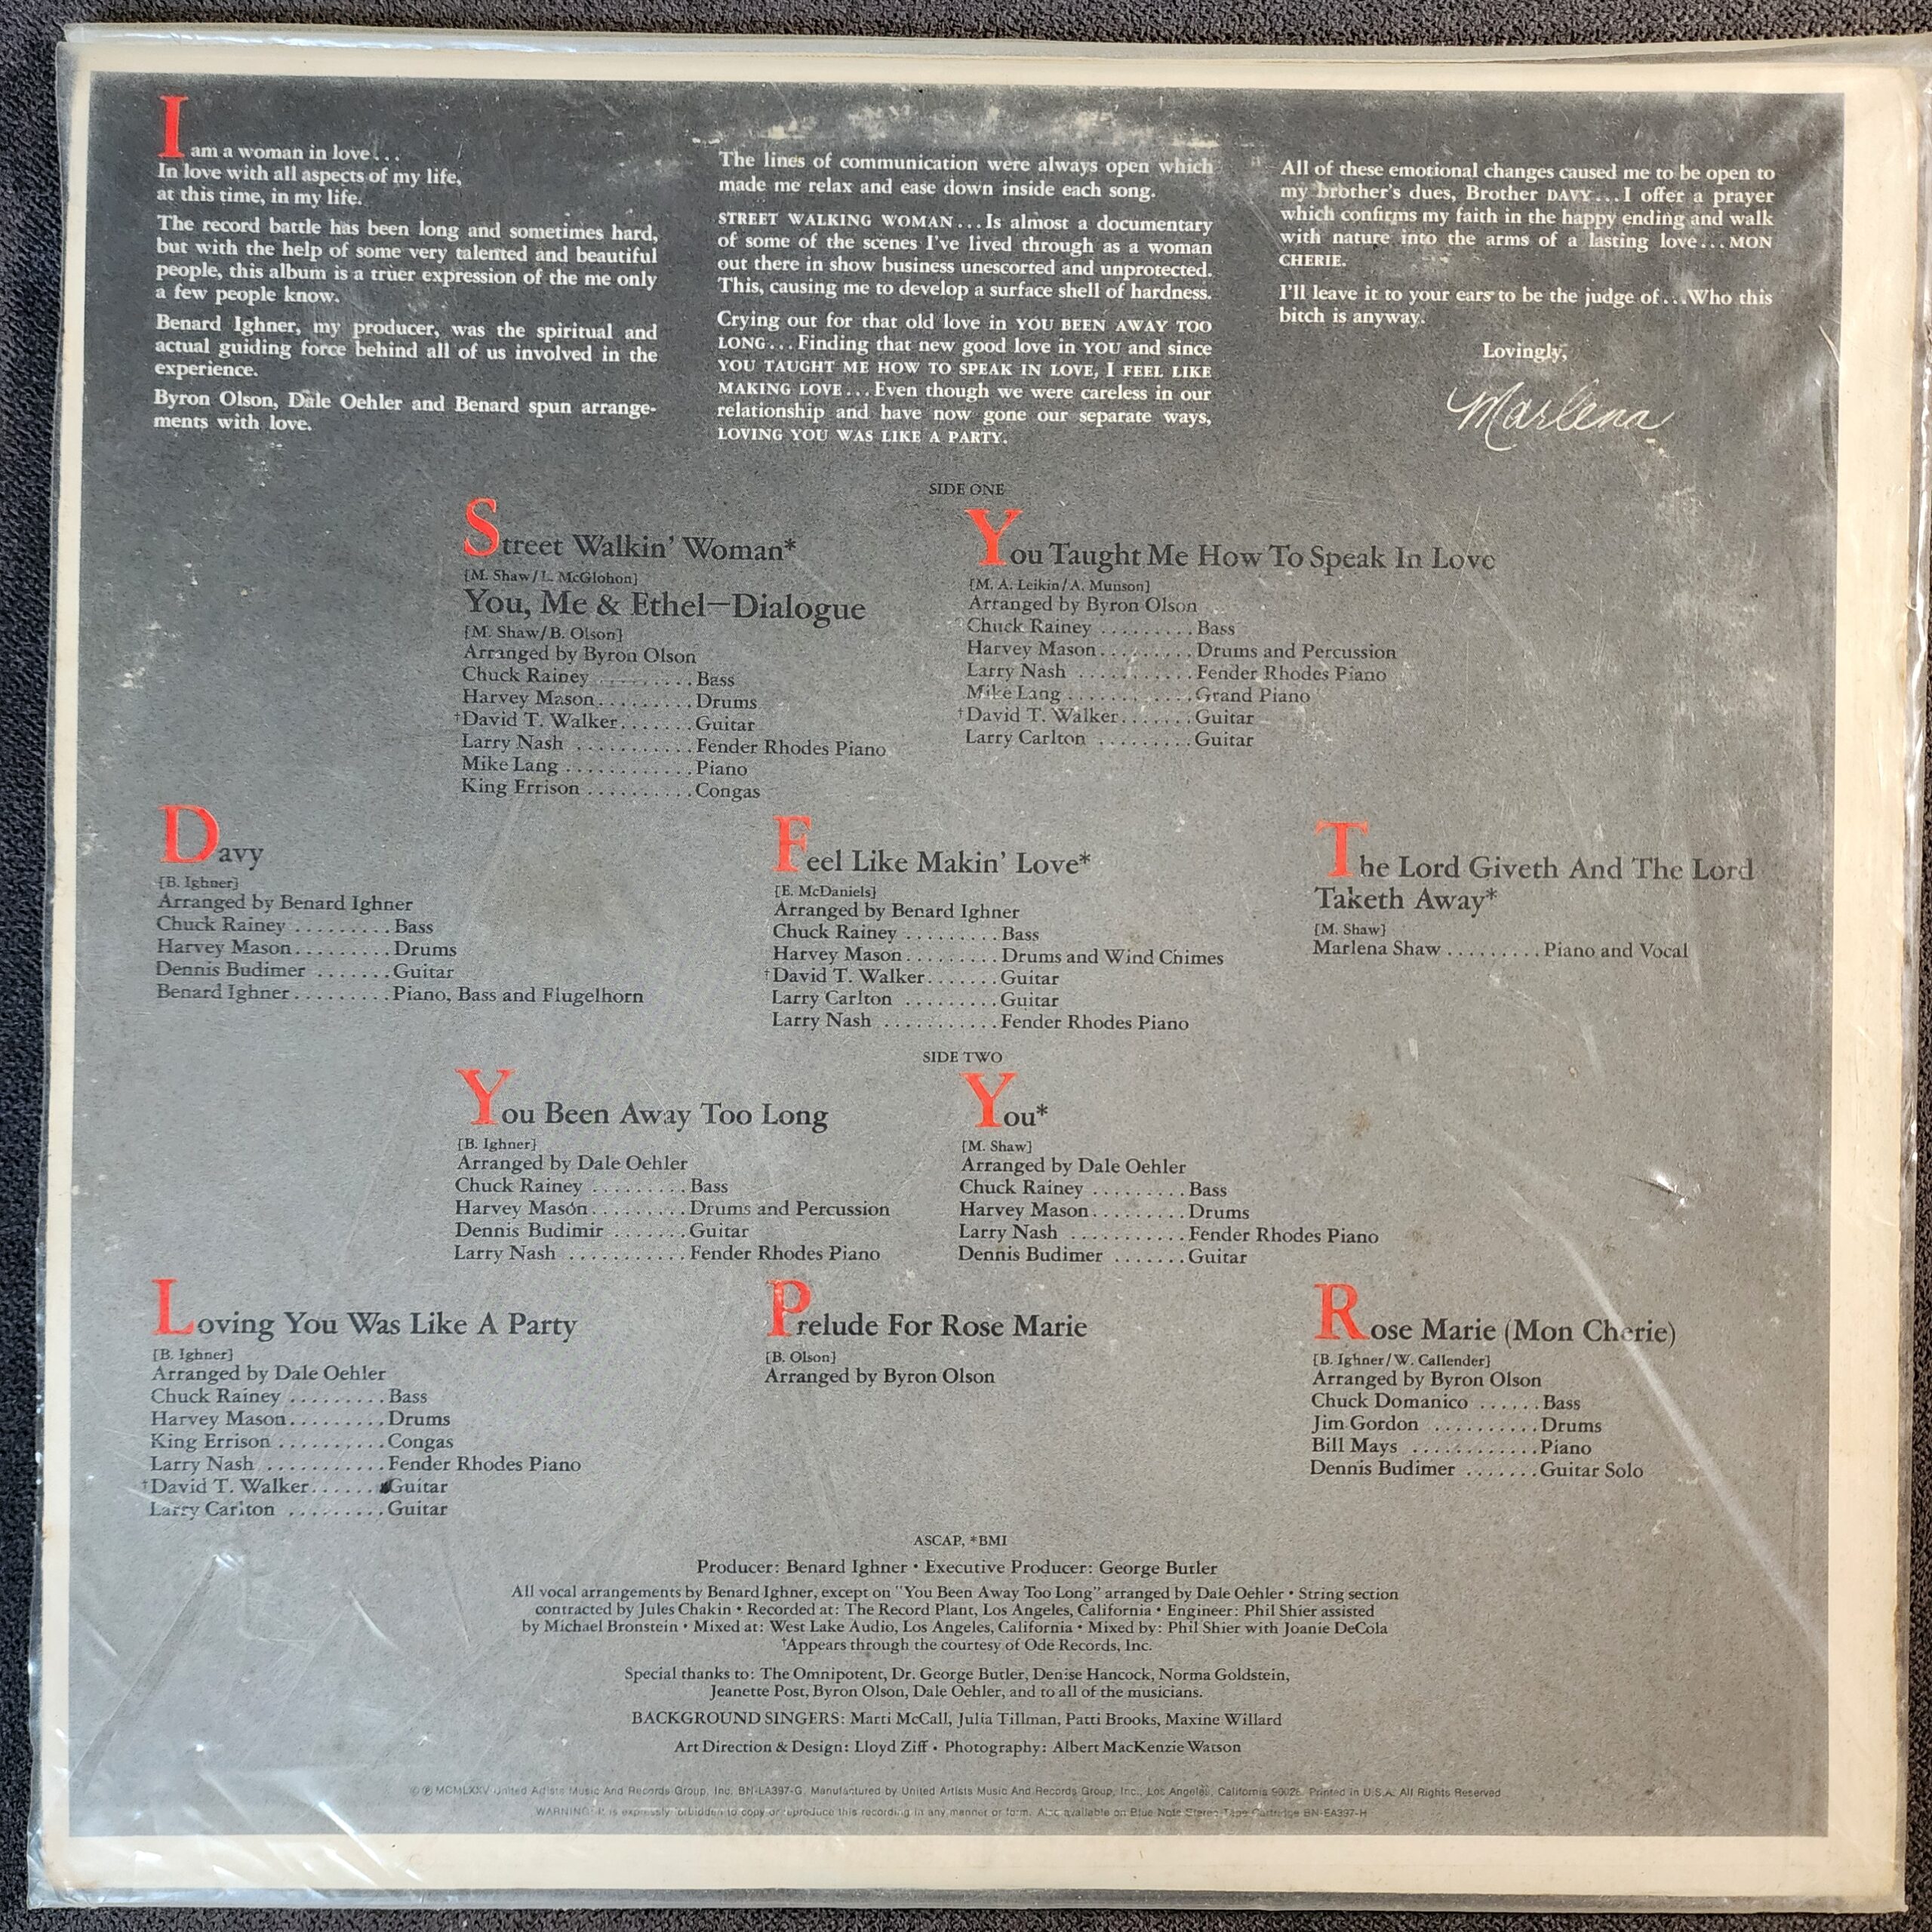 I am a woman in love...
In love with all aspects of my life,
at this time, in my life.
The record battle has been long and sometimes hard,
but with the help of some very talented and beautiful
people, this album is a truer expression of the me only
a few people know.
Benard Ighner, my producer, was the spiritual and
actual guiding force behind all of us involved in the
experience.
Byron Olson, Dale Oehler and Benard spun arrange-
ments with love.
The lines of communication were always open which
made me relax and ease down inside each song.
STREET WALKING WOMAN...Is almost a documentary
of some of the scenes I've lived through as a woman
out there in show business unescorted and unprotected.
This, causing me to develop a surface shell of hardness.
Crying out for that old love in YOU BEEN AWAY TOO
LONG...Finding that new good love in YOU and since
YOU TAUGHT ME HOW TO SPEAK IN LOVE, I FEEL LIKE
MAKING LOVE...Even though we were careless in our
relationship and have now gone our separate ways,
LOVING YOU WAS LIKE A PARTY.
All of these emotional changes caused me to be open to
my brother's dues, Brother DAVY...I offer a prayer
which confirms my faith in the happy ending and walk
with nature into the arms of a lasting love...MON
CHERIE.
I'll leave it to your ears to be the judge of...Who this
bitch is anyway.
Lovingly,
Marlena
SIDE ONE
Street Walkin' Woman*
[M. Shaw/L. McGlohon]
You, Me & Ethel—Dialogue
[M. Shaw/B. Olson]
Arranged by Byron Olson
Chuck Rainey .........Bass
Harvey Mason.........Drums
†David T. Walker.......Guitar
Larry Nash ...........Fender Rhodes Piano
Mike Lang ............Piano
King Errison ..........Congas
You Taught Me How To Speak In Love
[M. A. Leikin/A. Munson]
Arranged by Byron Olson
Chuck Rainey .........Bass
Harvey Mason.........Drums and Percussion
Larry Nash ...........Fender Rhodes Piano
Mike Lang ............Grand Piano
†David T. Walker.......Guitar
Larry Carlton .........Guitar
Davy
[B. Ighner]
Arranged by Benard Ighner
Chuck Rainey .........Bass
Harvey Mason.........Drums
Dennis Budimer .......Guitar
Benard Ighner.........Piano, Bass and Flugelhorn
Feel Like Makin' Love*
[E. McDaniels]
Arranged by Benard Ighner
Chuck Rainey .........Bass
Harvey Mason.........Drums and Wind Chimes
†David T. Walker.......Guitar
Larry Carlton .........Guitar
Larry Nash ...........Fender Rhodes Piano
The Lord Giveth And The Lord
Taketh Away*
[M. Shaw]
Marlena Shaw .........Piano and Vocal
SIDE TWO
You Been Away Too Long
[B. Ighner]
Arranged by Dale Oehler
Chuck Rainey .........Bass
Harvey Mason.........Drums and Percussion
Dennis Budimir .......Guitar
Larry Nash ...........Fender Rhodes Piano
You*
[M. Shaw]
Arranged by Dale Oehler
Chuck Rainey .........Bass
Harvey Mason.........Drums
Larry Nash ...........Fender Rhodes Piano
Dennis Budimer .......Guitar
Loving You Was Like A Party
[B. Ighner]
Arranged by Dale Oehler
Chuck Rainey .........Bass
Harvey Mason.........Drums
King Errison ..........Congas
Larry Nash ...........Fender Rhodes Piano
†David T. Walker.......Guitar
Larry Carlton .........Guitar
Prelude For Rose Marie
[B. Olson]
Arranged by Byron Olson
Rose Marie (Mon Cherie)
[B. Ighner/W. Callender]
Arranged by Byron Olson
Chuck Domanico ......Bass
Jim Gordon ..........Drums
Bill Mays ............Piano
Dennis Budimer .......Guitar Solo
ASCAP, *BMI
Producer: Benard Ighner • Executive Producer: George Butler
All vocal arrangements by Benard Ighner, except on "You Been Away Too Long" arranged by Dale Oehler • String section
contracted by Jules Chakin • Recorded at: The Record Plant, Los Angeles, California • Engineer: Phil Shier assisted
by Michael Bronstein • Mixed at: West Lake Audio, Los Angeles, California • Mixed by: Phil Shier with Joanie DeCola
†Appears through the courtesy of Ode Records, Inc.
Special thanks to: The Omnipotent, Dr. George Butler, Denise Hancock, Norma Goldstein,
Jeanette Post, Byron Olson, Dale Oehler, and to all of the musicians.
BACKGROUND SINGERS: Marti McCall, Julia Tillman, Patti Brooks, Maxine Willard
Art Direction & Design: Lloyd Ziff • Photography: Albert MacKenzie Watson
©℗ MCMLXXV United Artists Music And Records Group, Inc. BN-LA397-G. Manufactured by United Artists Music And Records Group, Inc., Los Angeles, California 90028. Printed in U.S.A. All Rights Reserved
WARNING: It is expressly forbidden to copy or reproduce this recording in any manner or form. Also available on Blue Note Stereo Tape Cartridge BN-EA397-H